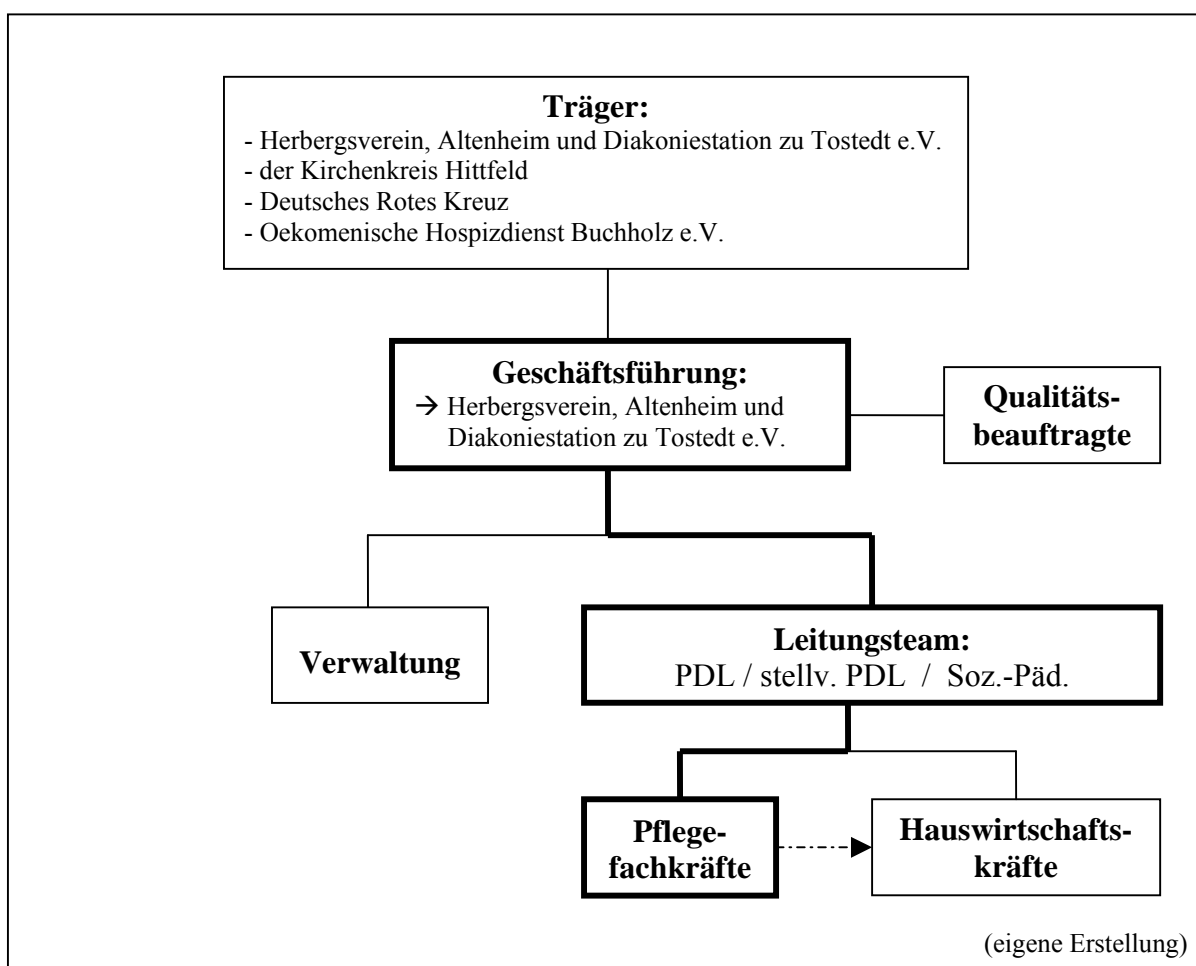 Träger:
- Herbergsverein, Altenheim und Diakoniestation zu Tostedt e.V.
- der Kirchenkreis Hittfeld
- Deutsches Rotes Kreuz
- Oekomenische Hospizdienst Buchholz e.V.
Geschäftsführung:
→ Herbergsverein, Altenheim und
Diakoniestation zu Tostedt e.V.
Qualitäts-
beauftragte
Verwaltung
Leitungsteam:
PDL / stellv. PDL / Soz.-Päd.
Pflege-
fachkräfte
Hauswirtschafts-
kräfte
(eigene Erstellung)